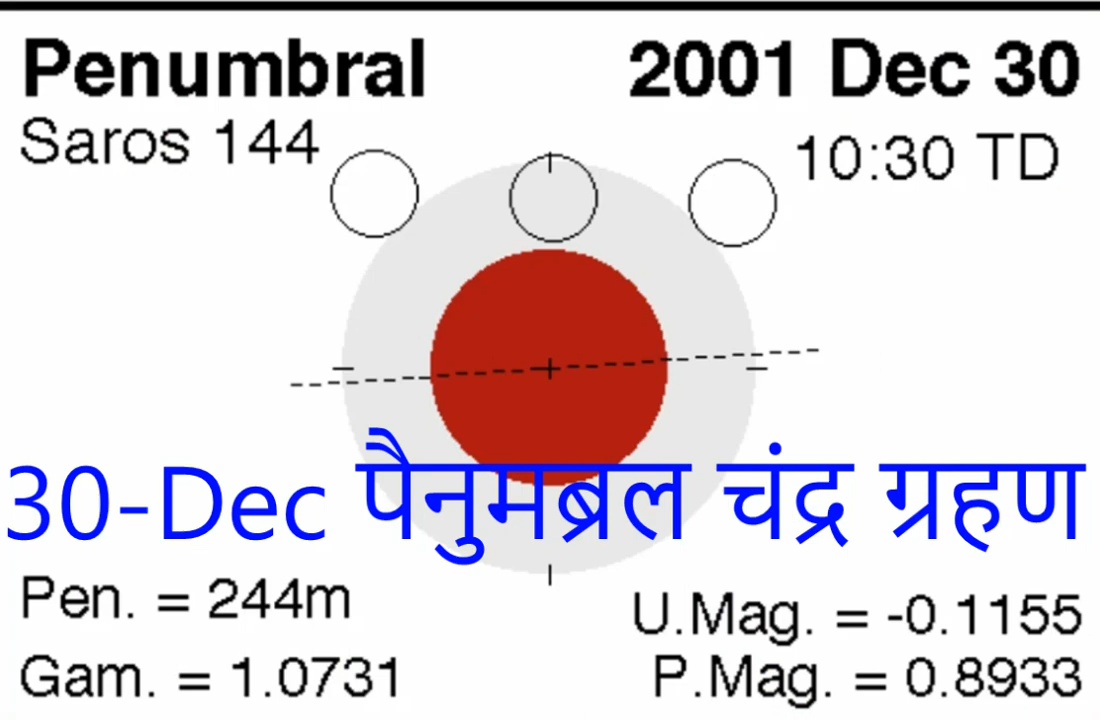 Penumbral 2001 Dec 30
Saros 144 10:30 TD
30-Dec पैनुमब्रल चंद्र ग्रहण
Pen. = 244m U.Mag. = -0.1155
Gam. = 1.0731 P.Mag. = 0.8933